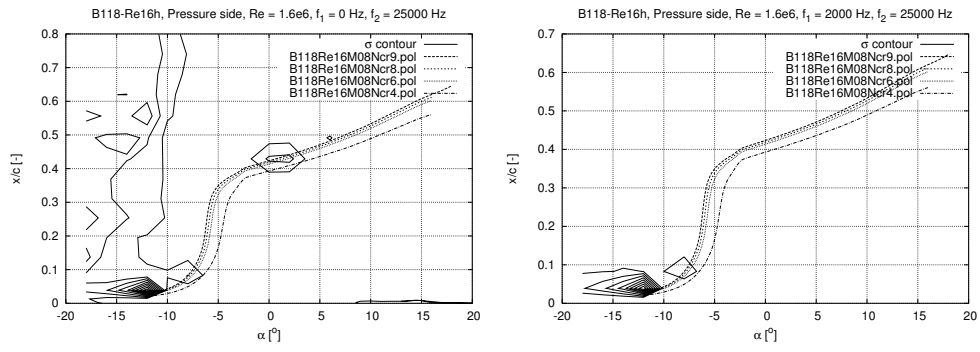 B118-Re16h, Pressure side, Re = 1.6e6, f1 = 0 Hz, f2 = 25000 Hz
σ contour
B118Re16M08Ncr9.pol
B118Re16M08Ncr8.pol
B118Re16M08Ncr6.pol
B118Re16M08Ncr4.pol
x/c [-]
0.8
0.7
0.6
0.5
0.4
0.3
0.2
0.1
0
-20 -15 -10 -5 0 5 10 15 20
α [o]
B118-Re16h, Pressure side, Re = 1.6e6, f1 = 2000 Hz, f2 = 25000 Hz
σ contour
B118Re16M08Ncr9.pol
B118Re16M08Ncr8.pol
B118Re16M08Ncr6.pol
B118Re16M08Ncr4.pol
x/c [-]
0.7
0.6
0.5
0.4
0.3
0.2
0.1
0
-20 -15 -10 -5 0 5 10 15 20
α [o]